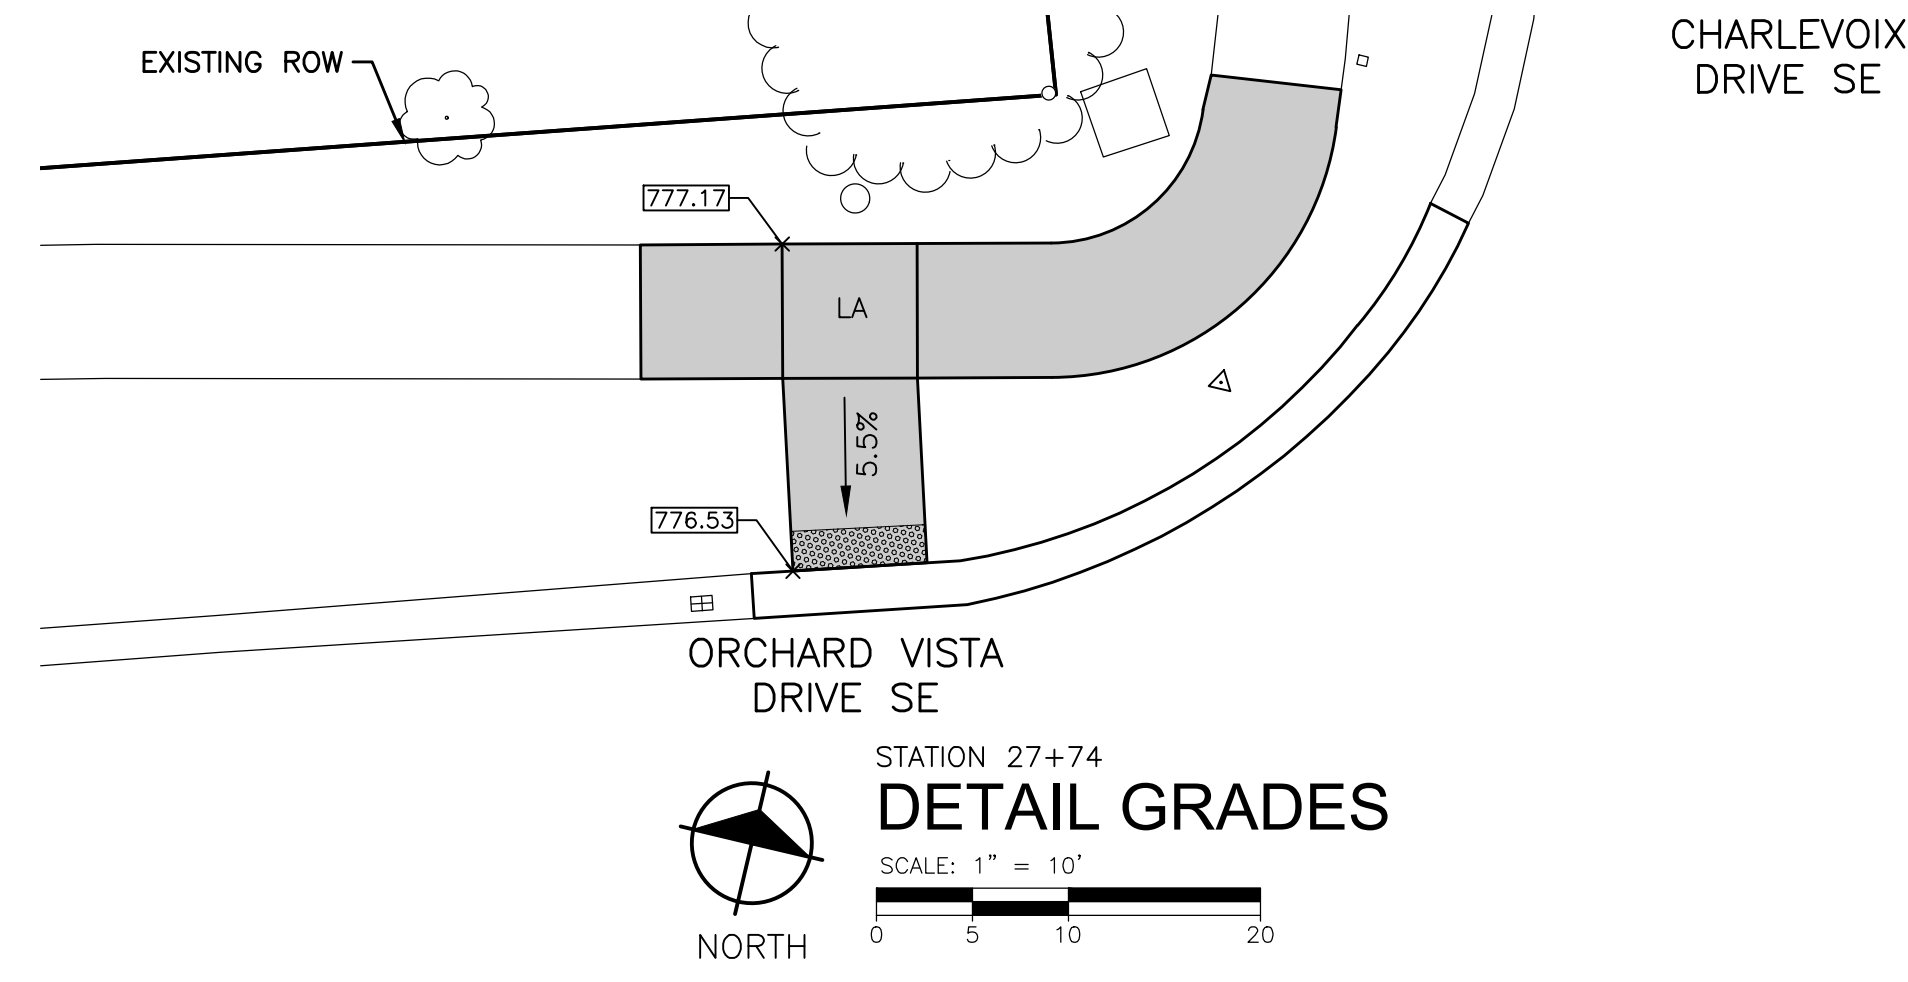 CHARLEVOIX
DRIVE SE
EXISTING ROW
777.17
LA
5.5%
776.53
ORCHARD VISTA
DRIVE SE
STATION 27+74
DETAIL GRADES
SCALE: 1" = 10'
0 5 10 20
NORTH